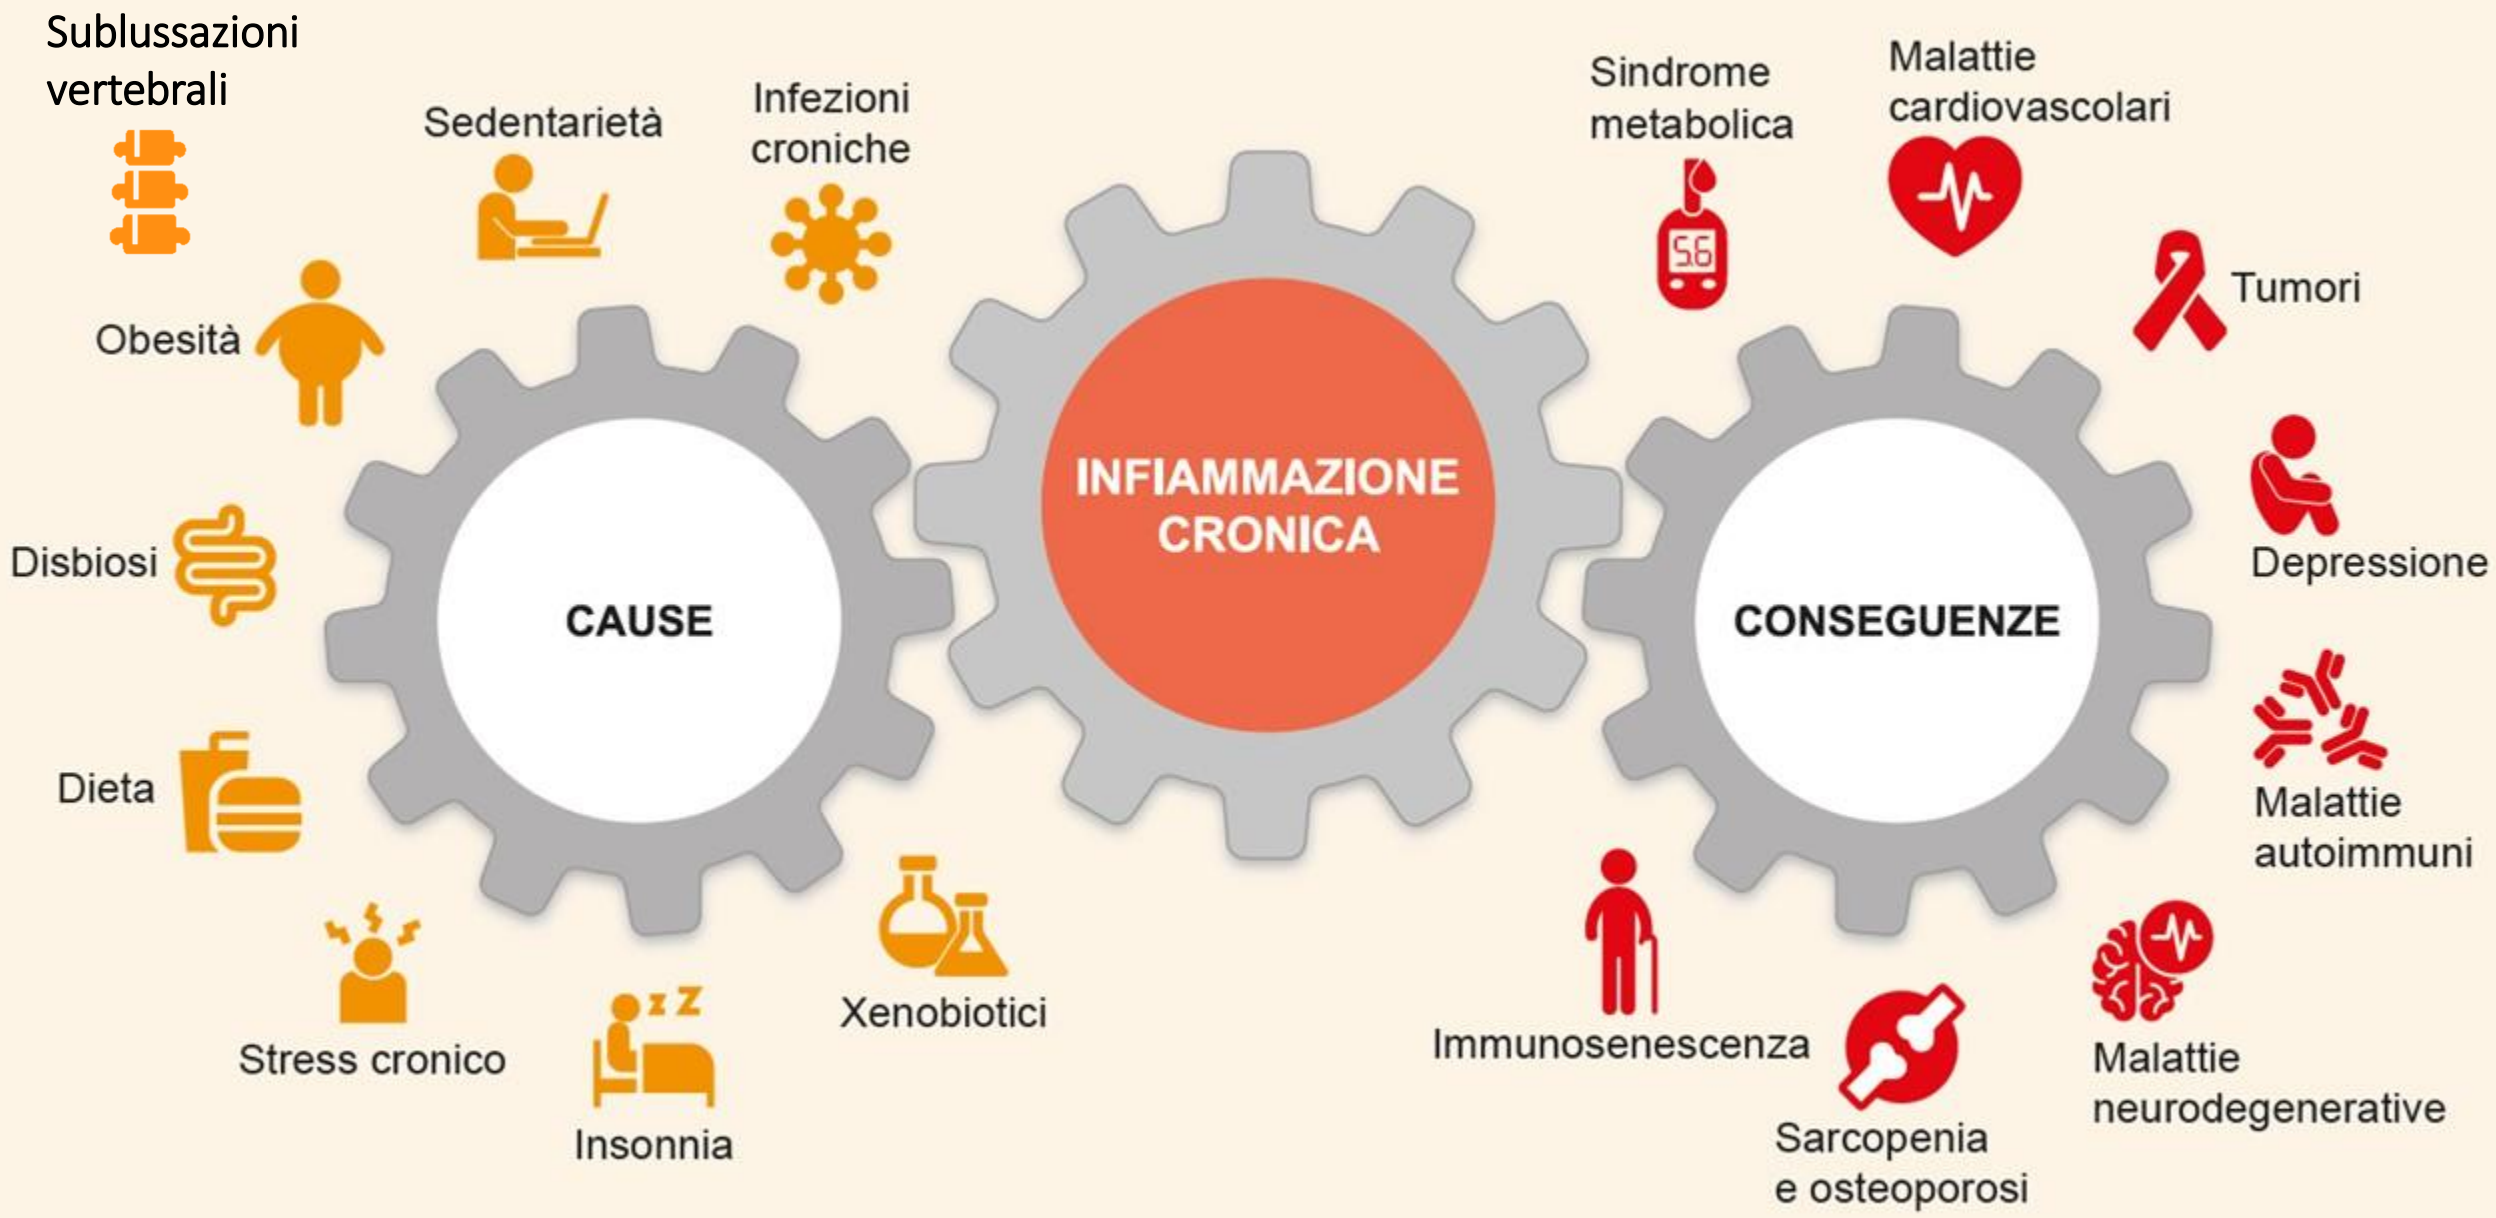 Sublussazioni
vertebrali
Sedentarietà
Infezioni
croniche
Obesità
Disbiosi
Dieta
Stress cronico
Insonnia
Xenobiotici
CAUSE
INFIAMMAZIONE
CRONICA
CONSEGUENZE
Sindrome
metabolica
5.6
Malattie
cardiovascolari
Tumori
Depressione
Malattie
autoimmuni
Malattie
neurodegenerative
Sarcopenia
e osteoporosi
Immunosenescenza
z Z